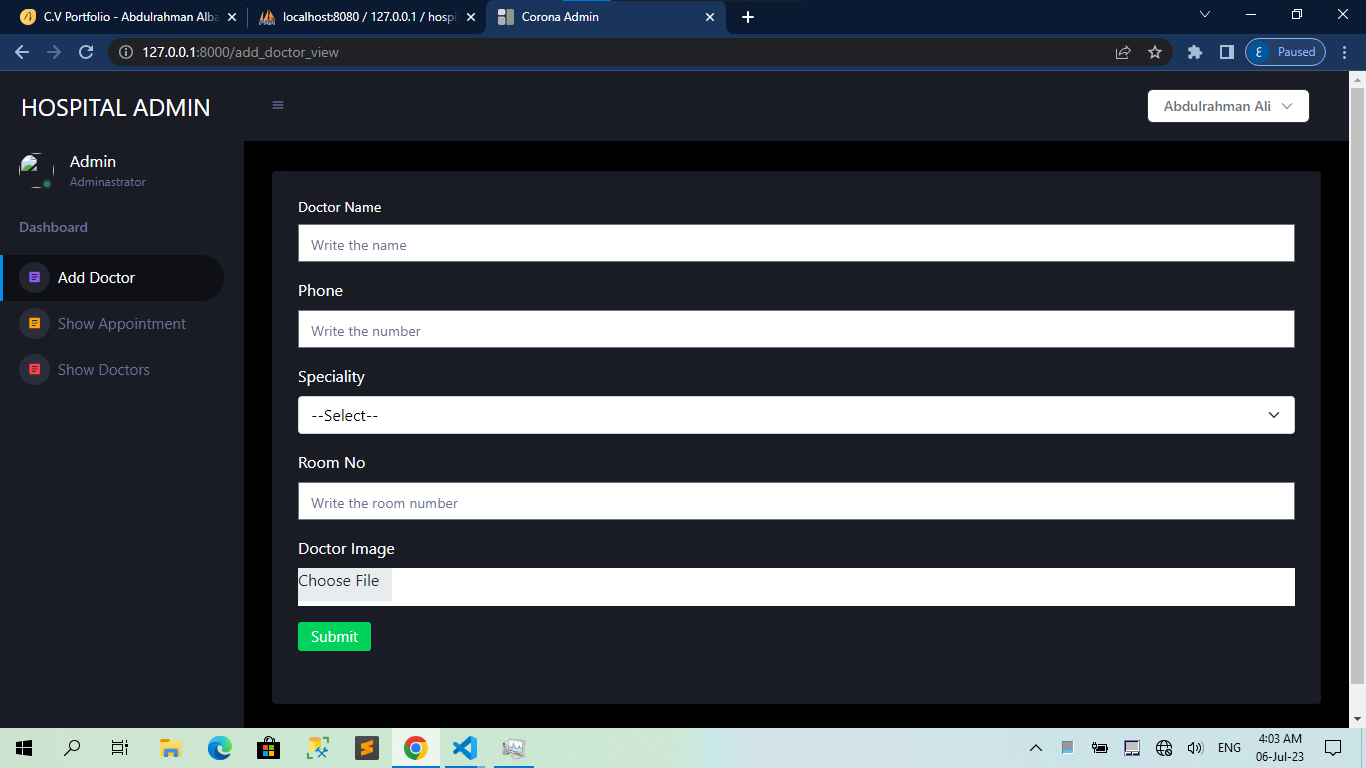 C.V Portfolio - Abdulrahman Alba
localhost:8080 / 127.0.0.1 / hospi
Corona Admin
127.0.0.1:8000/add_doctor_view
Paused
HOSPITAL ADMIN
Abdulrahman Ali
Admin
Adminastrator
Dashboard
Add Doctor
Show Appointment
Show Doctors
Doctor Name
Write the name
Phone
Write the number
Speciality
--Select--
Room No
Write the room number
Doctor Image
Choose File
Submit
ENG
4:03 AM
06-Jul-23